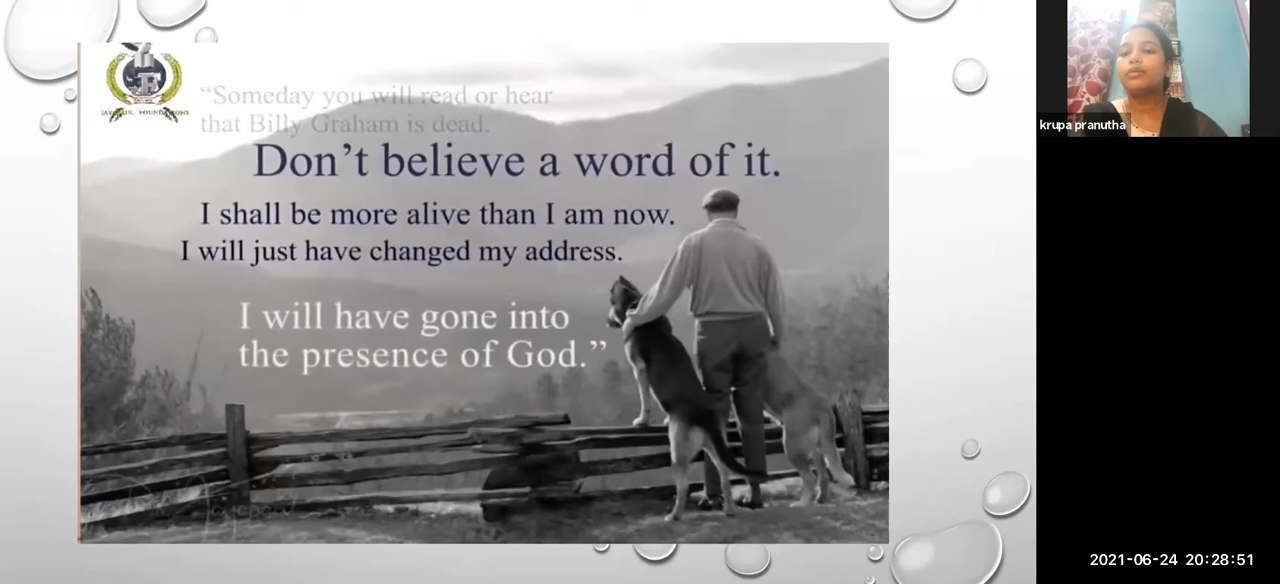 JAYPAUL FOUNDATIONS
“Someday you will read or hear
that Billy Graham is dead.
Don’t believe a word of it.
I shall be more alive than I am now.
I will just have changed my address.
I will have gone into
the presence of God.”
krupa pranutha
2021-06-24 20:28:51